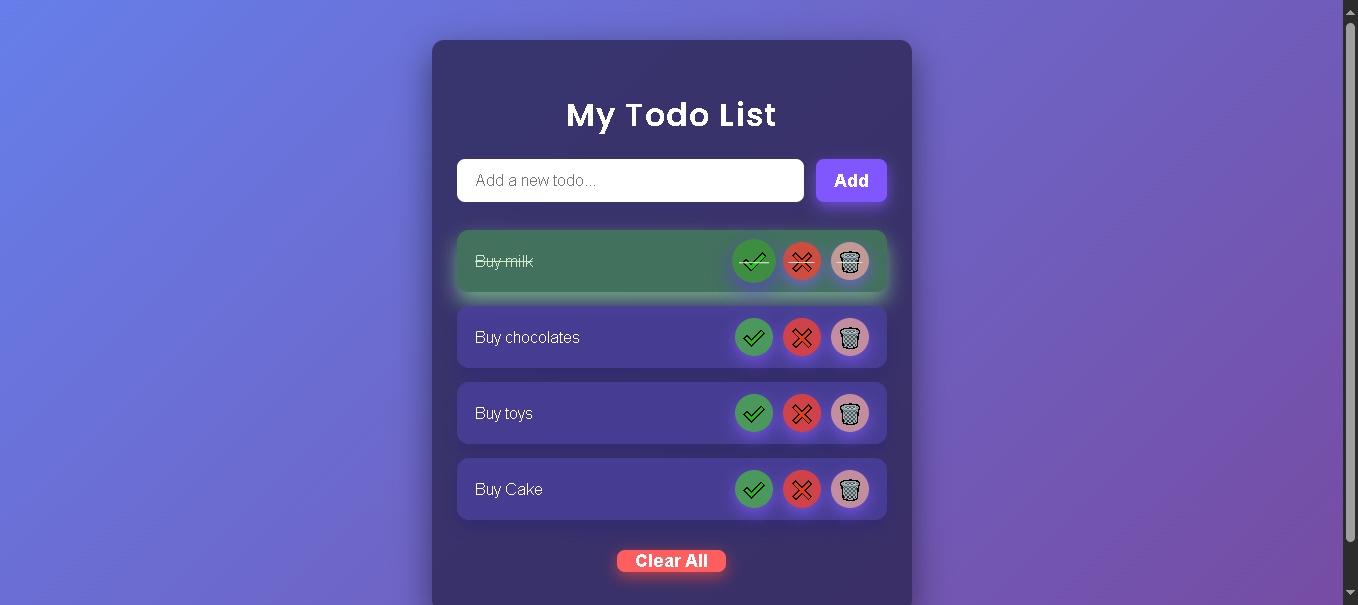 My Todo List
Add a new todo...
Add
Buy milk
Buy chocolates
Buy toys
Buy Cake
Clear All